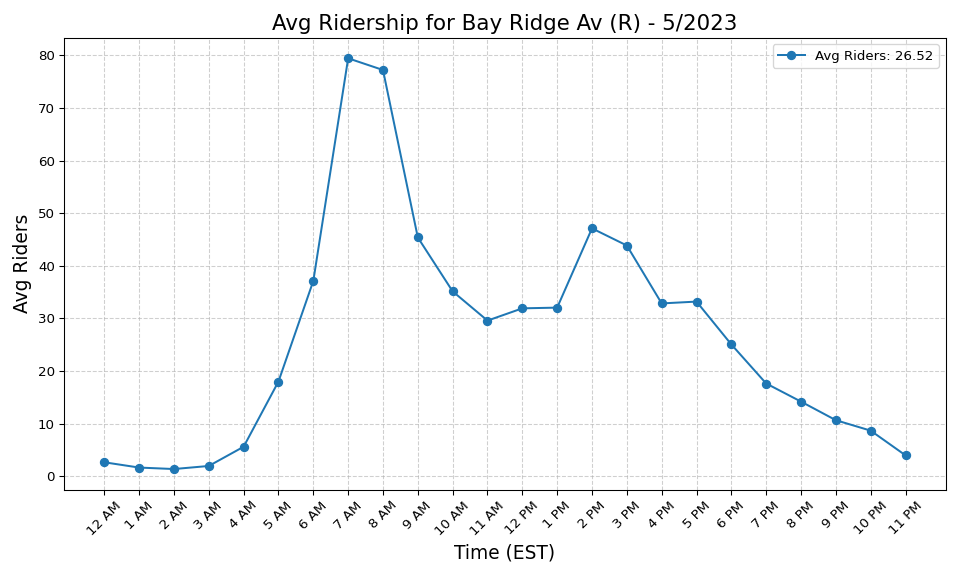 Avg Ridership for Bay Ridge Av (R) - 5/2023
Avg Riders: 26.52
Avg Riders
80
70
60
50
40
30
20
10
0
12 AM
1 AM
2 AM
3 AM
4 AM
5 AM
6 AM
7 AM
8 AM
9 AM
10 AM
11 AM
12 PM
1 PM
2 PM
3 PM
4 PM
5 PM
6 PM
7 PM
8 PM
9 PM
10 PM
11 PM
Time (EST)